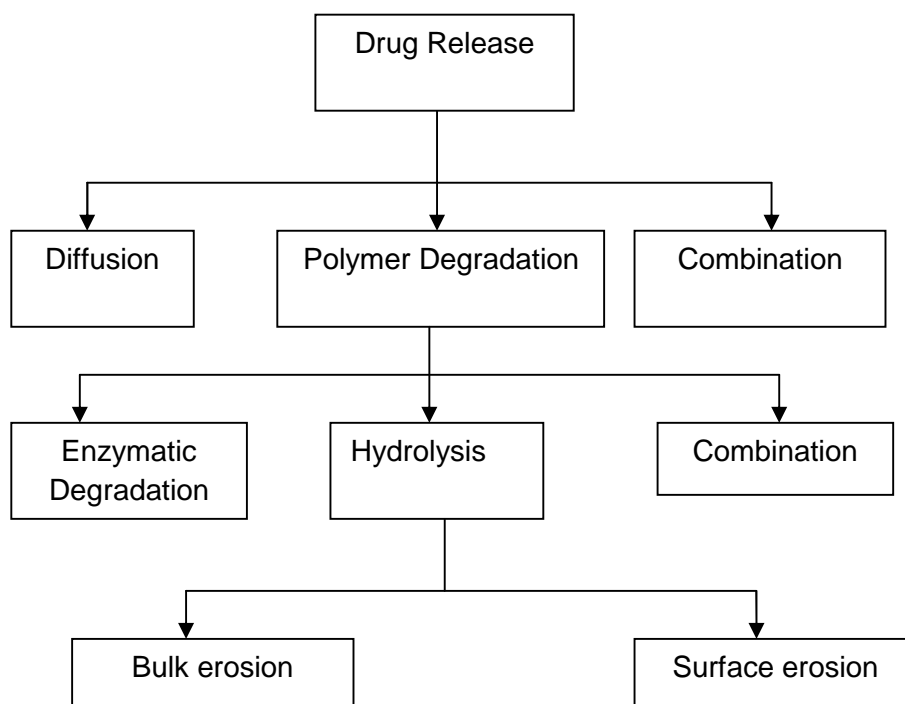 Drug Release
Diffusion
Polymer Degradation
Combination
Enzymatic
Degradation
Hydrolysis
Combination
Bulk erosion
Surface erosion